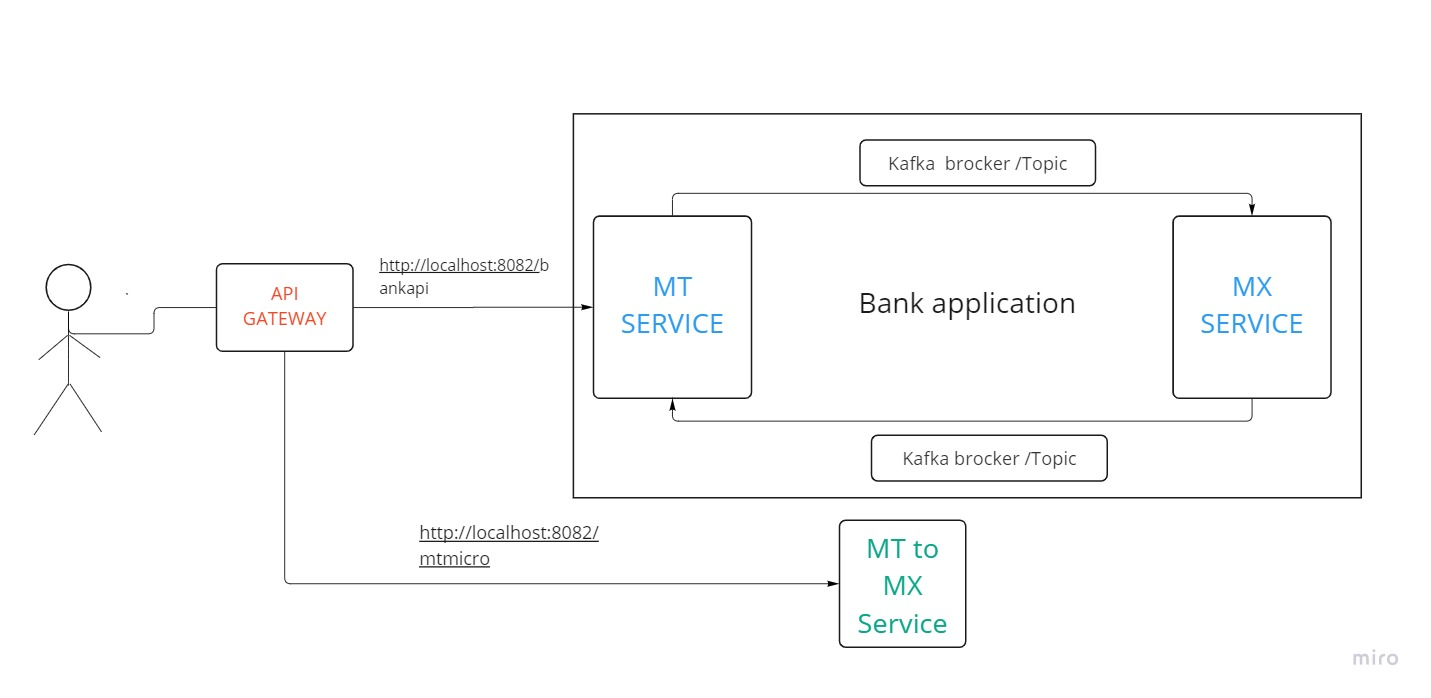 Kafka  brocker /Topic
http://localhost:8082/b
ankapi
API
GATEWAY
MT
SERVICE
Bank application
MX
SERVICE
Kafka brocker /Topic
http://localhost:8082/
mtmicro
MT to
MX
Service
miro